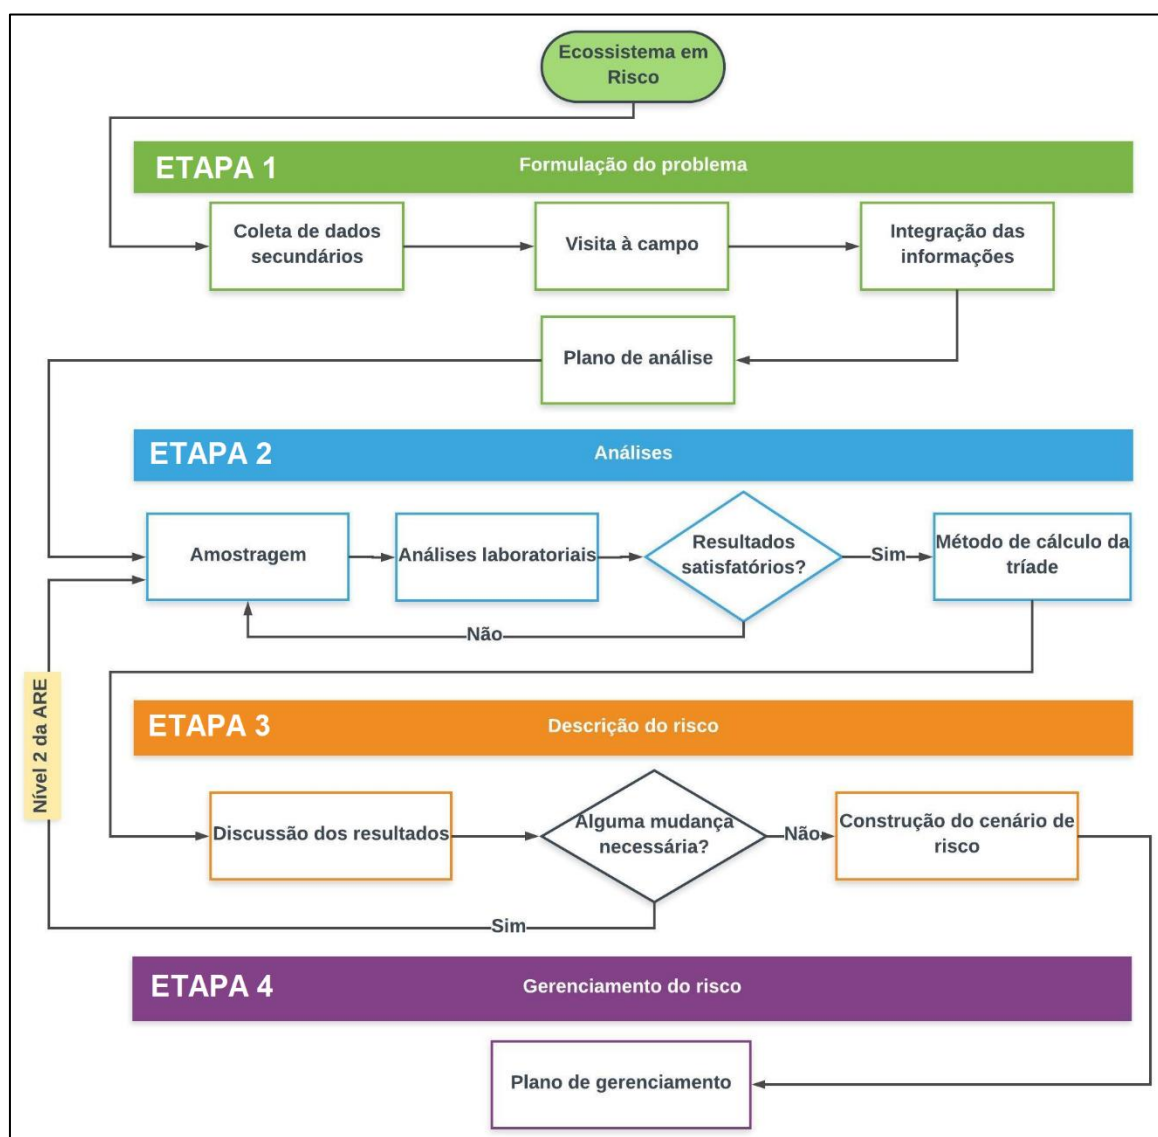 Ecossistema em
Risco
ETAPA 1
Formulação do problema
Coleta de dados
secundários
Visita à campo
Integração das
informações
Plano de análise
ETAPA 2
Análises
Amostragem
Análises laboratoriais
Resultados
satisfatórios?
Sim
Método de cálculo da
tríade
Não
Nível 2 da ARE
ETAPA 3
Descrição do risco
Discussão dos resultados
Alguma mudança
necessária?
Não
Construção do cenário de
risco
Sim
ETAPA 4
Gerenciamento do risco
Plano de gerenciamento